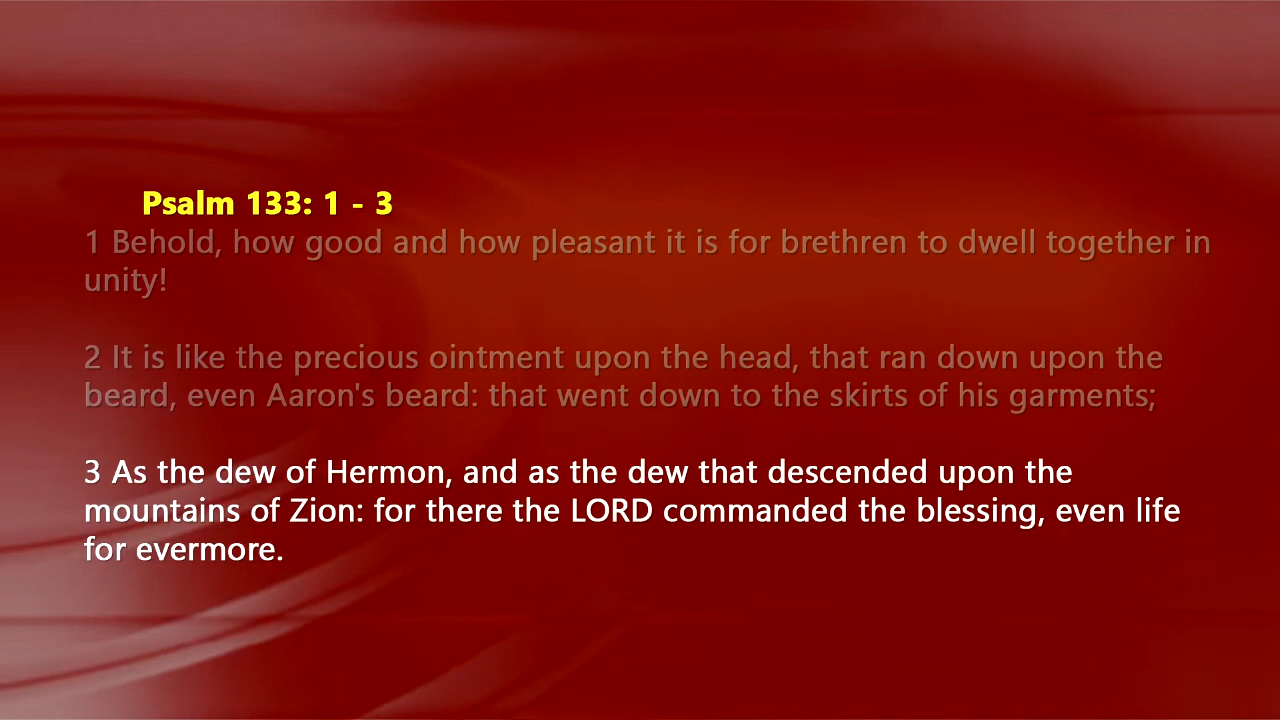 Psalm 133: 1 - 3
1 Behold, how good and how pleasant it is for brethren to dwell together in
unity!
2 It is like the precious ointment upon the head, that ran down upon the
beard, even Aaron's beard: that went down to the skirts of his garments;
3 As the dew of Hermon, and as the dew that descended upon the
mountains of Zion: for there the LORD commanded the blessing, even life
for evermore.